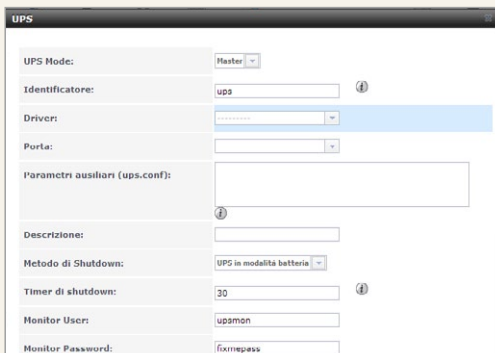 UPS
UPS Mode: Master
Identificatore: ups
Driver: ---------
Porta:
Parametri ausiliari (ups.conf):
Descrizione:
Metodo di Shutdown: UPS in modalità batteria
Timer di shutdown: 30
Monitor User: upsmon
Monitor Password: fixmepass